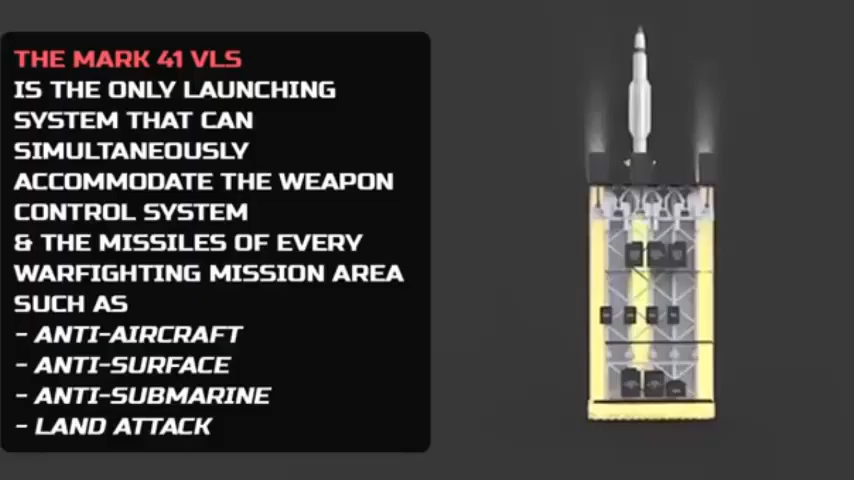 THE MARK 41 VLS
IS THE ONLY LAUNCHING
SYSTEM THAT CAN
SIMULTANEOUSLY
ACCOMMODATE THE WEAPON
CONTROL SYSTEM
& THE MISSILES OF EVERY
WARFIGHTING MISSION AREA
SUCH AS
- ANTI-AIRCRAFT
- ANTI-SURFACE
- ANTI-SUBMARINE
- LAND ATTACK